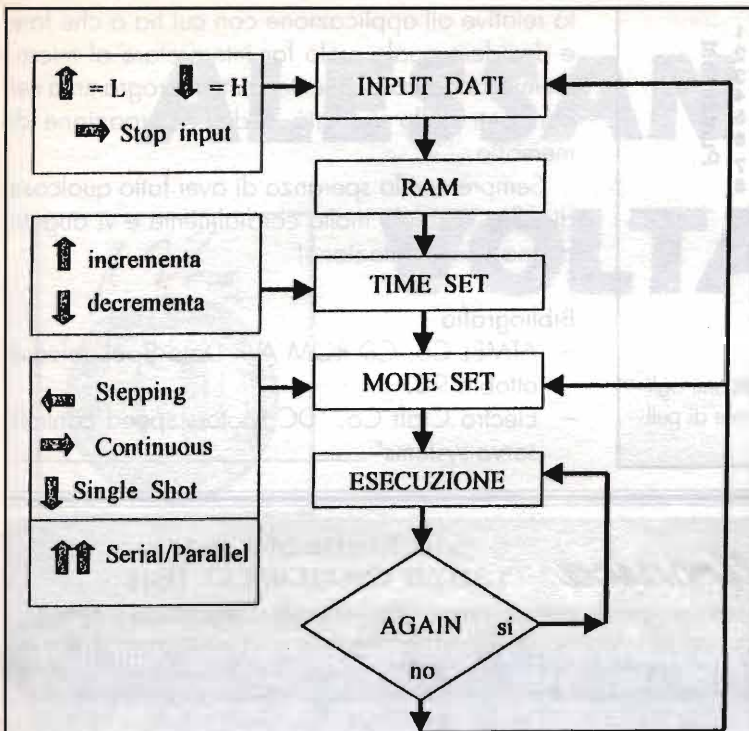 ⇧ = L ⇩ = H
⇨ Stop input
INPUT DATI
RAM
⇧ incrementa
⇩ decrementa
TIME SET
MODE SET
⇦ Stepping
⇨ Continuous
⇩ Single Shot
ESECUZIONE
⇧⇧ Serial/Parallel
AGAIN si
no